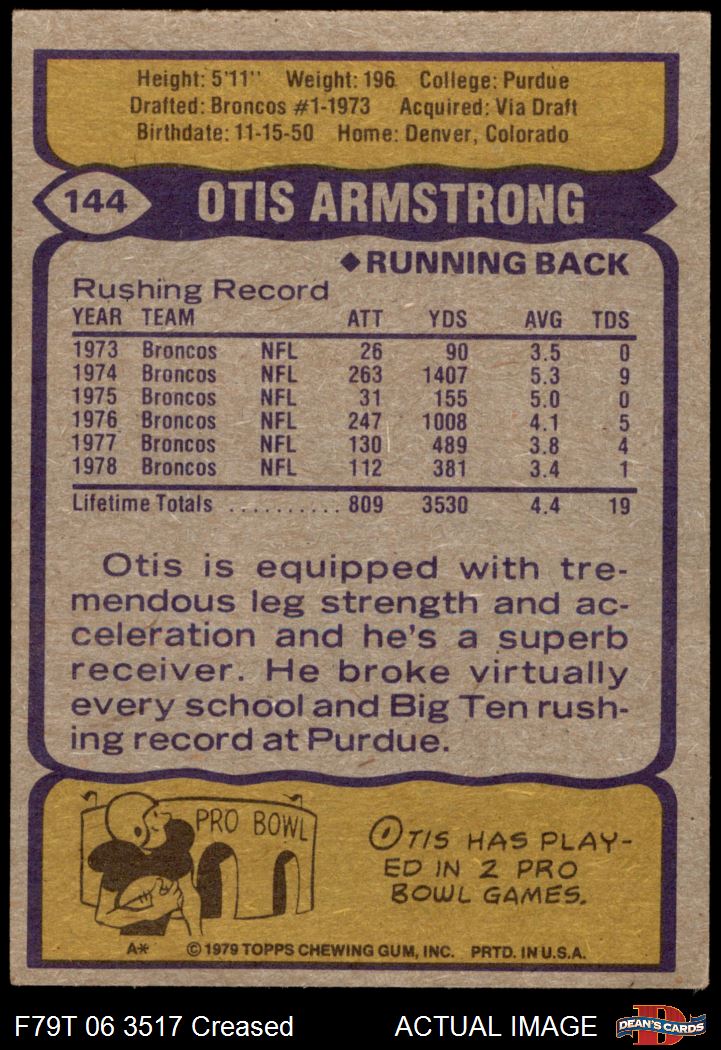 Height: 5'11" Weight: 196 College: Purdue
Drafted: Broncos #1-1973 Acquired: Via Draft
Birthdate: 11-15-50 Home: Denver, Colorado
144 OTIS ARMSTRONG
◆RUNNING BACK
Rushing Record
YEAR TEAM ATT YDS AVG TDS
1973 Broncos NFL 26 90 3.5 0
1974 Broncos NFL 263 1407 5.3 9
1975 Broncos NFL 31 155 5.0 0
1976 Broncos NFL 247 1008 4.1 5
1977 Broncos NFL 130 489 3.8 4
1978 Broncos NFL 112 381 3.4 1
Lifetime Totals .......... 809 3530 4.4 19
Otis is equipped with tre-
mendous leg strength and ac-
celeration and he's a superb
receiver. He broke virtually
every school and Big Ten rush-
ing record at Purdue.
PRO BOWL
OTIS HAS PLAY-
ED IN 2 PRO
BOWL GAMES.
A* © 1979 TOPPS CHEWING GUM, INC. PRTD. IN U.S.A.
F79T 06 3517 Creased ACTUAL IMAGE D DEAN'S CARDS